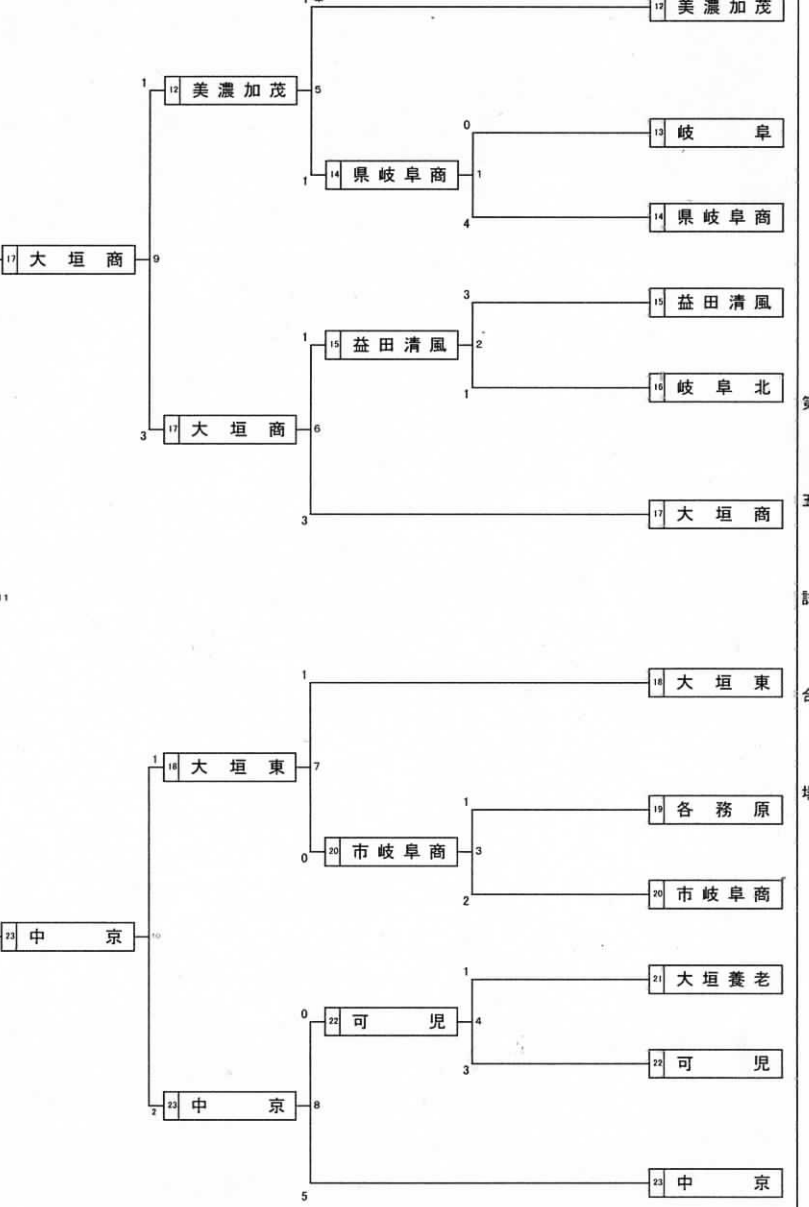 12 美濃加茂
1 12 美濃加茂 5
0 13 岐 阜
1 14 県岐阜商 1
4 14 県岐阜商
17 大 垣 商 9
3 15 益田清風
1 15 益田清風 2
1 16 岐 阜 北
3 17 大 垣 商 6
3 17 大 垣 商
11
1 18 大 垣 東
1 18 大 垣 東 7
1 19 各 務 原
0 20 市岐阜商 3
2 20 市岐阜商
23 中 京 10
1 21 大垣養老
0 22 可 児 4
3 22 可 児
2 23 中 京 8
5 23 中 京